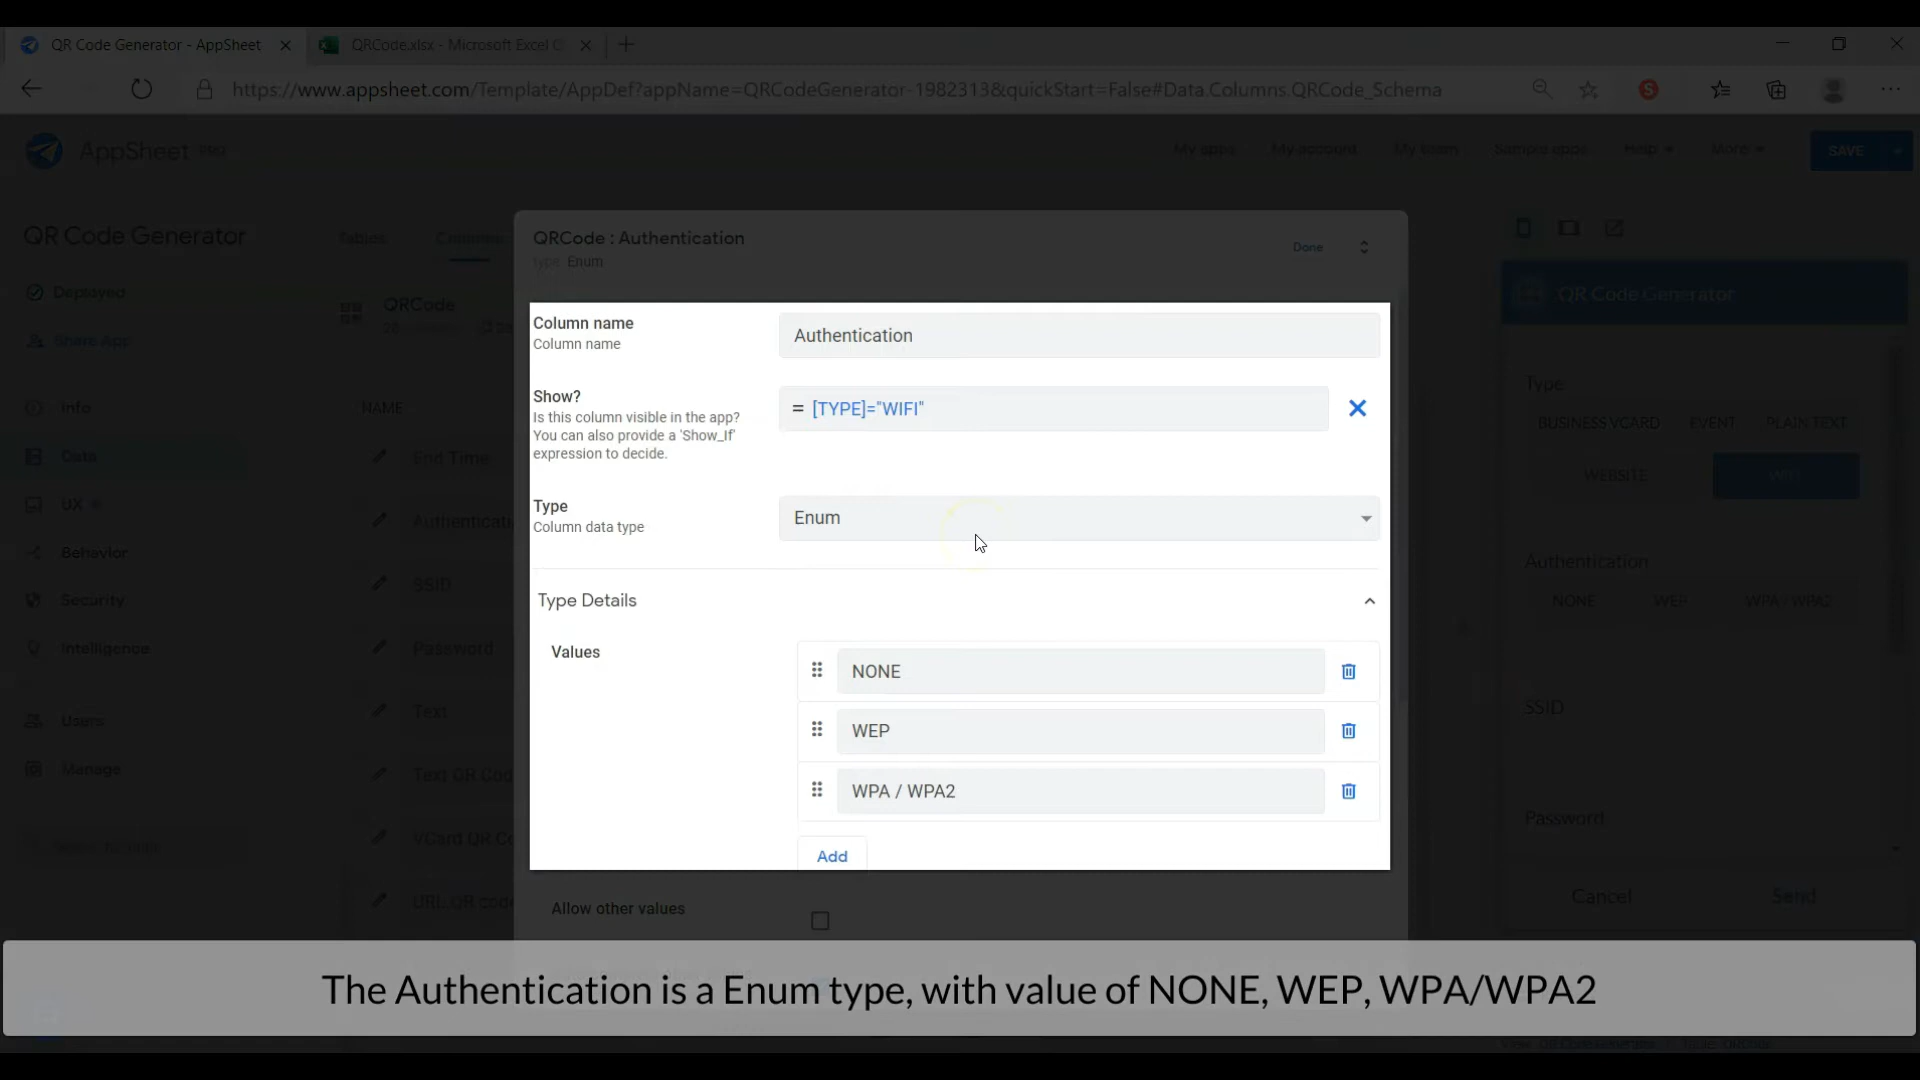 QR Code Generator - AppSheet
QRCode.xlsx - Microsoft Excel O
https://www.appsheet.com/Template/AppDef?appName=QRCodeGenerator-1982313&quickStart=False#Data.Columns.QRCode_Schema
AppSheet PRO
My apps
My account
My team
Sample apps
Help
More
SAVE
QR Code Generator
Deployed
Share App
Info
Data
UX
Behavior
Security
Intelligence
Users
Manage
Tables
Columns
QRCode
NAME
End Time
Authenticati
SSID
Password
Text
Text QR Cod
VCard QR Co
URL QR code
QRCode : Authentication
type: Enum
Done
Column name
Column name
Authentication
Show?
Is this column visible in the app?
You can also provide a 'Show_If'
expression to decide.
= [TYPE]="WIFI"
Type
Column data type
Enum
Type Details
Values
NONE
WEP
WPA / WPA2
Add
Allow other values
QR Code Generator
Type
BUSINESS VCARD
EVENT
PLAIN TEXT
WEBSITE
WIFI
Authentication
NONE
WEP
WPA / WPA2
SSID
Password
Cancel
Send
The Authentication is a Enum type, with value of NONE, WEP, WPA/WPA2